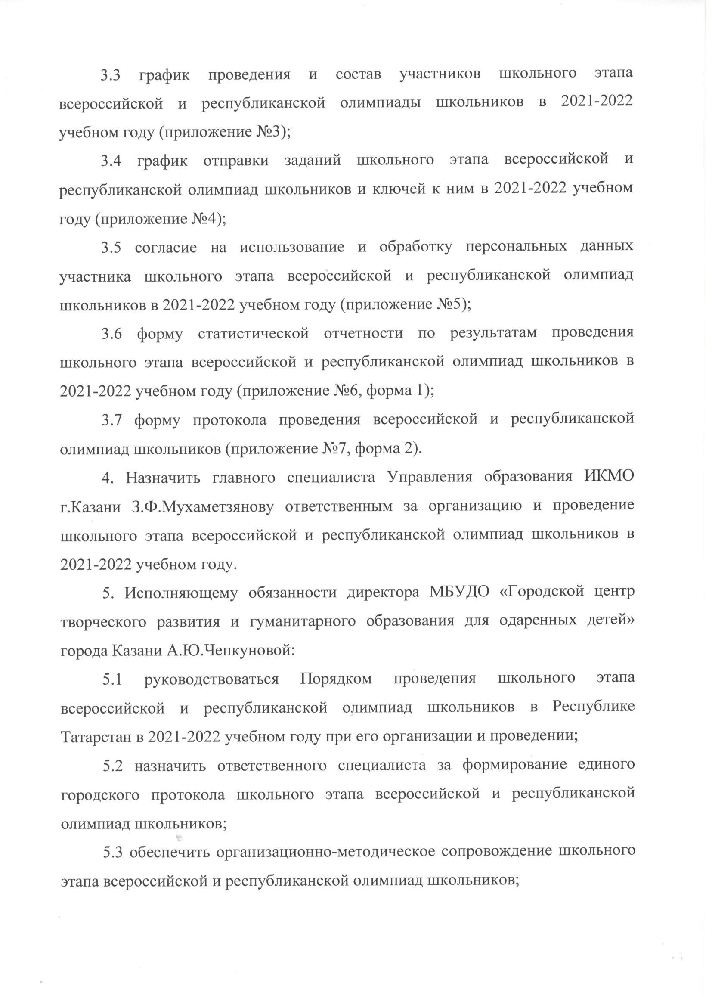 3.3 график проведения и состав участников школьного этапа
всероссийской и республиканской олимпиады школьников в 2021-2022
учебном году (приложение №3);
3.4 график отправки заданий школьного этапа всероссийской и
республиканской олимпиад школьников и ключей к ним в 2021-2022 учебном
году (приложение №4);
3.5 согласие на использование и обработку персональных данных
участника школьного этапа всероссийской и республиканской олимпиад
школьников в 2021-2022 учебном году (приложение №5);
3.6 форму статистической отчетности по результатам проведения
школьного этапа всероссийской и республиканской олимпиад школьников в
2021-2022 учебном году (приложение №6, форма 1);
3.7 форму протокола проведения всероссийской и республиканской
олимпиад школьников (приложение №7, форма 2).
4. Назначить главного специалиста Управления образования ИКМО
г.Казани З.Ф.Мухаметзянову ответственным за организацию и проведение
школьного этапа всероссийской и республиканской олимпиад школьников в
2021-2022 учебном году.
5. Исполняющему обязанности директора МБУДО «Городской центр
творческого развития и гуманитарного образования для одаренных детей»
города Казани А.Ю.Чепкуновой:
5.1 руководствоваться Порядком проведения школьного этапа
всероссийской и республиканской олимпиад школьников в Республике
Татарстан в 2021-2022 учебном году при его организации и проведении;
5.2 назначить ответственного специалиста за формирование единого
городского протокола школьного этапа всероссийской и республиканской
олимпиад школьников;
5.3 обеспечить организационно-методическое сопровождение школьного
этапа всероссийской и республиканской олимпиад школьников;